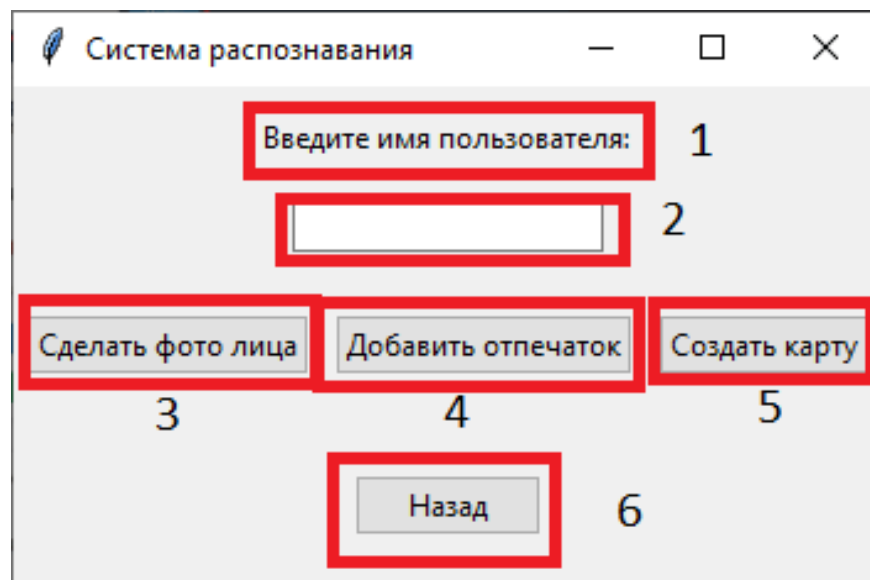 Система распознавания
Введите имя пользователя: 1
2
Сделать фото лица Добавить отпечаток Создать карту
3 4 5
Назад 6